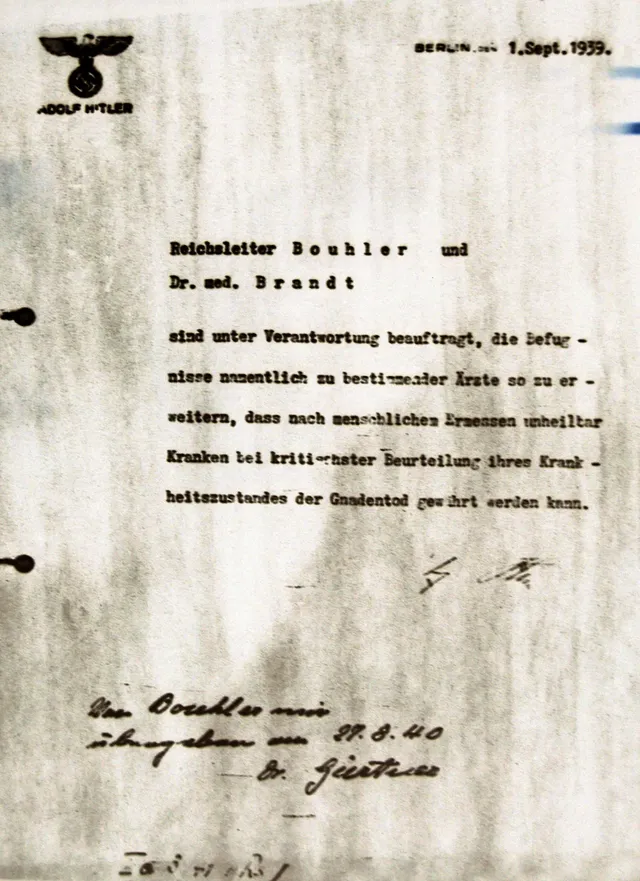 BERLIN, den 1.Sept.1939.
ADOLF HITLER
Reichsleiter B o u h l e r und
Dr. med. B r a n d t
sind unter Verantwortung beauftragt, die Befug -
nisse namentlich zu bestimmender Ärzte so zu er -
weitern, dass nach menschlichem Ermessen unheilbar
Kranken bei kritischster Beurteilung ihres Krank -
heitszustandes der Gnadentod gewährt werden kann.
Von Bouhler mir
übergeben am 27.8.40
Dr. Gürtner